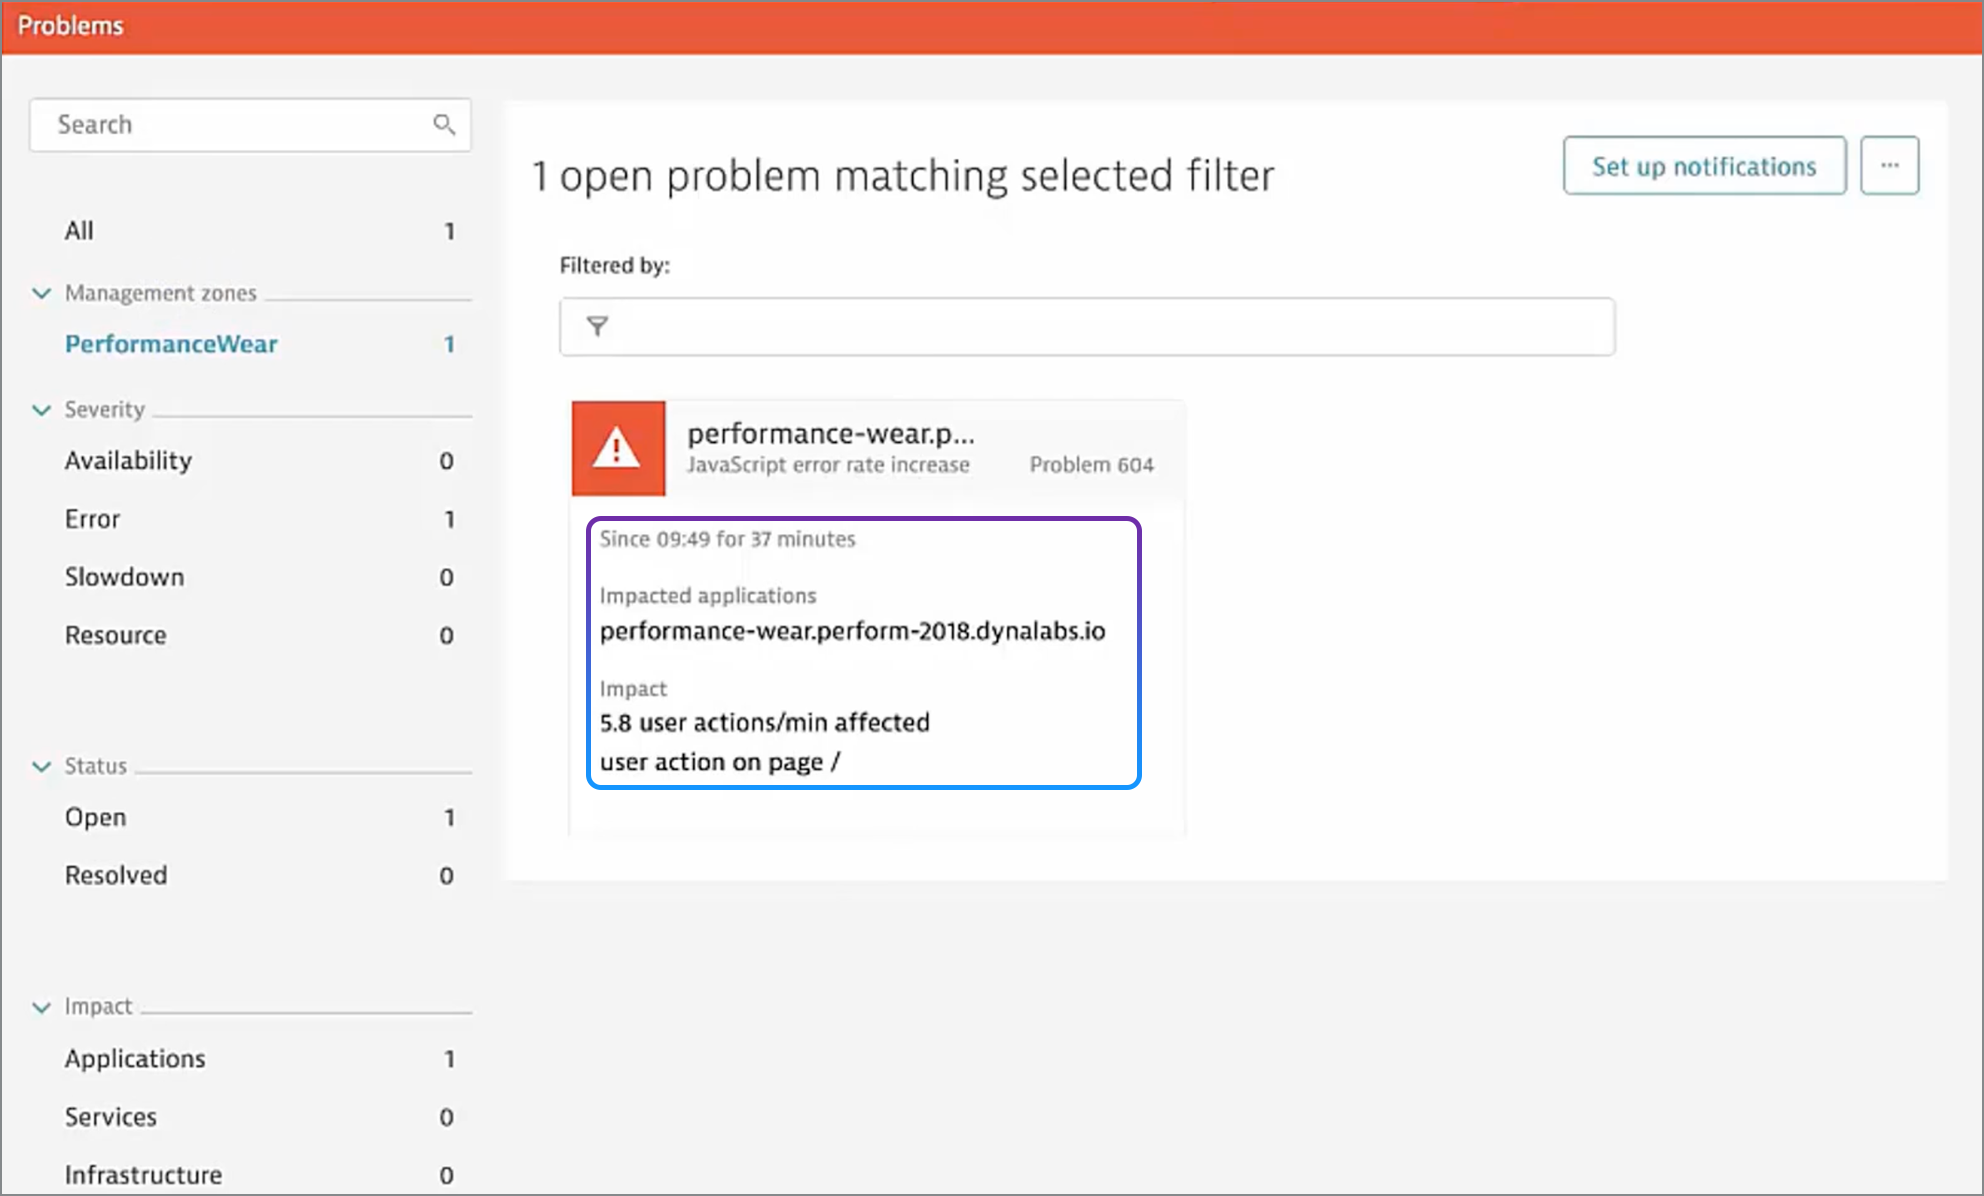 Problems
Search
All 1
Management zones
PerformanceWear 1
Severity
Availability 0
Error 1
Slowdown 0
Resource 0
Status
Open 1
Resolved 0
Impact
Applications 1
Services 0
Infrastructure 0
1 open problem matching selected filter
Set up notifications
...
Filtered by:
performance-wear.p...
JavaScript error rate increase Problem 604
Since 09:49 for 37 minutes
Impacted applications
performance-wear.perform-2018.dynalabs.io
Impact
5.8 user actions/min affected
user action on page /